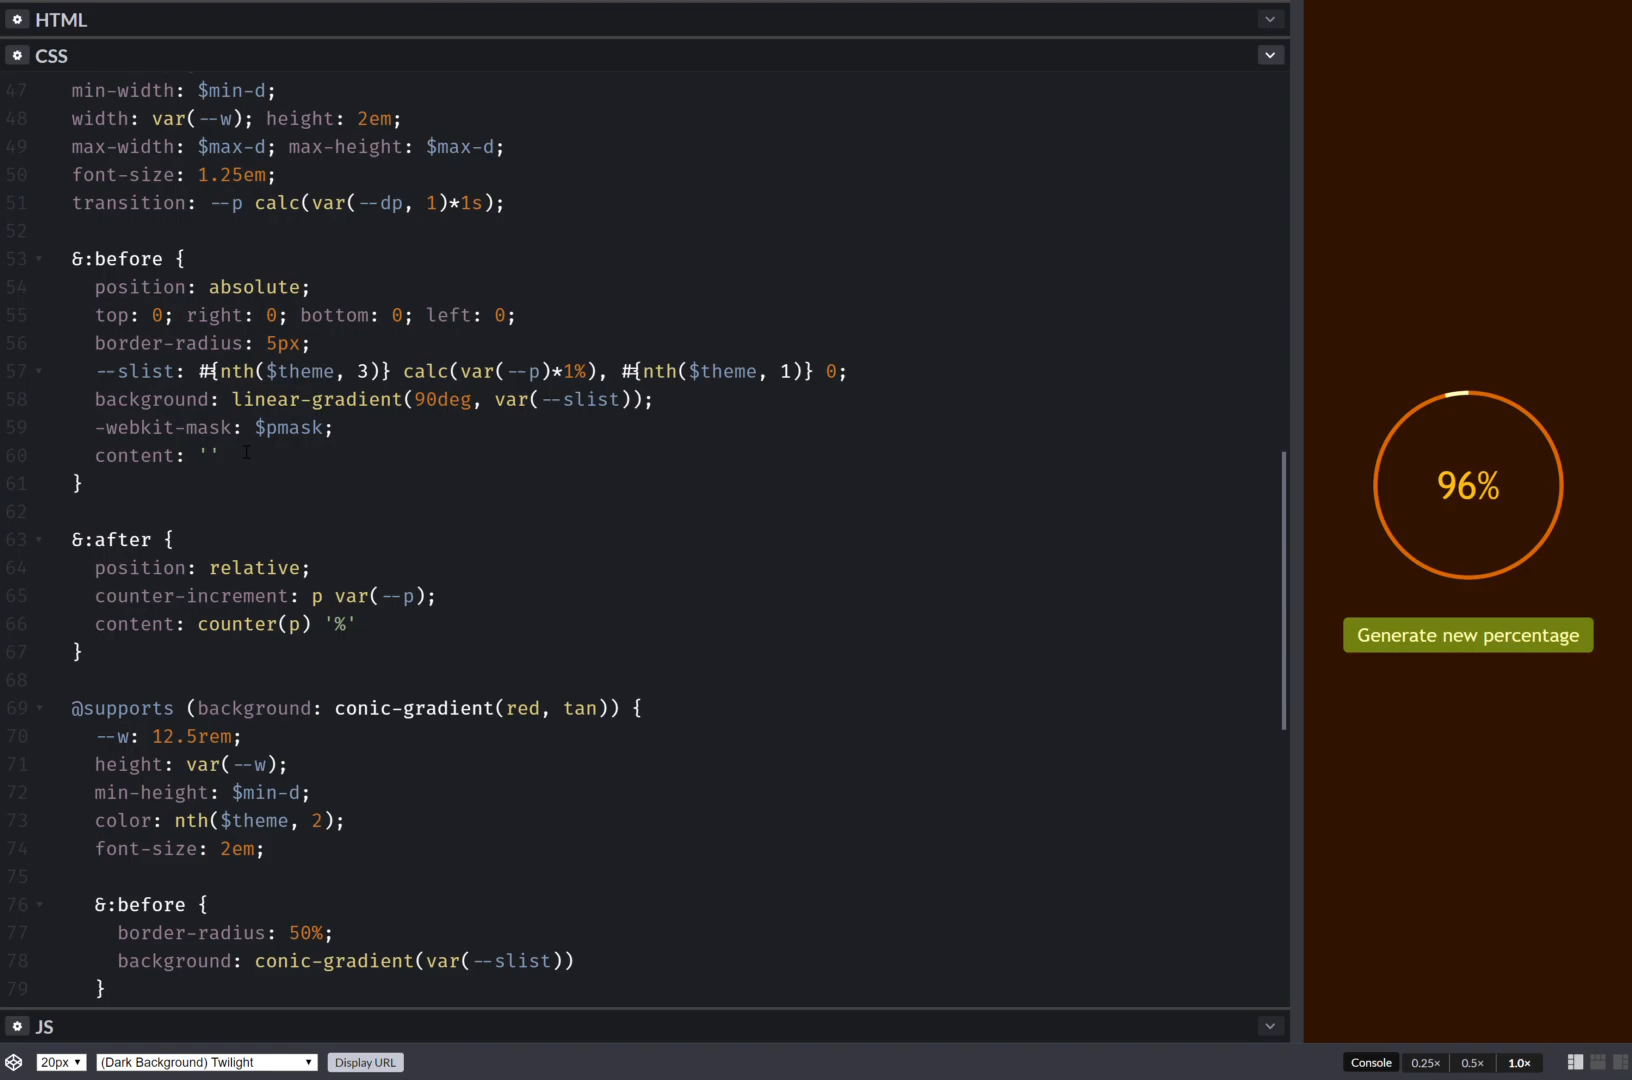 HTML
CSS
47 min-width: $min-d;
48 width: var(--w); height: 2em;
49 max-width: $max-d; max-height: $max-d;
50 font-size: 1.25em;
51 transition: --p calc(var(--dp, 1)*1s);
52
53 &:before {
54 position: absolute;
55 top: 0; right: 0; bottom: 0; left: 0;
56 border-radius: 5px;
57 --slist: #{nth($theme, 3)} calc(var(--p)*1%), #{nth($theme, 1)} 0;
58 background: linear-gradient(90deg, var(--slist));
59 -webkit-mask: $pmask;
60 content: ''
61 }
62
63 &:after {
64 position: relative;
65 counter-increment: p var(--p);
66 content: counter(p) '%'
67 }
68
69 @supports (background: conic-gradient(red, tan)) {
70 --w: 12.5rem;
71 height: var(--w);
72 min-height: $min-d;
73 color: nth($theme, 2);
74 font-size: 2em;
75
76 &:before {
77 border-radius: 50%;
78 background: conic-gradient(var(--slist))
79 }
JS
96%
Generate new percentage
20px
(Dark Background) Twilight
Display URL
Console
0.25×
0.5×
1.0×